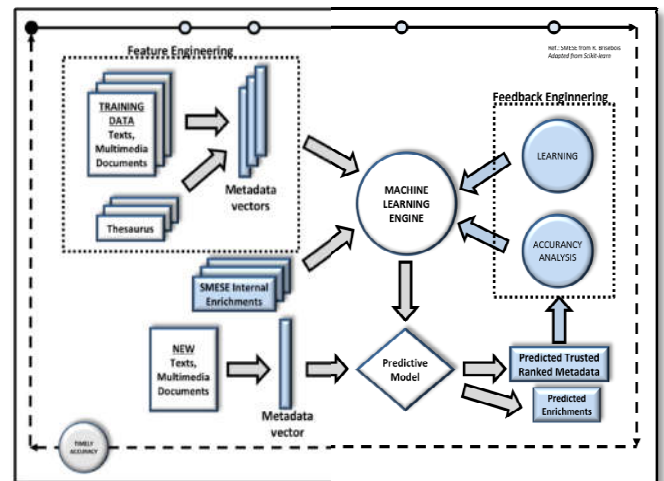 Ref.: SMESE from R. Brisebois
Adapted from Scikit-learn
Feature Engineering
TRAINING
DATA
Texts,
Multimedia
Documents
Thesaurus
Metadata
vectors
SMESE Internal
Enrichments
MACHINE
LEARNING
ENGINE
Feedback Enginnering
LEARNING
ACCURANCY
ANALYSIS
NEW
Texts,
Multimedia
Documents
Metadata
vector
Predictive
Model
Predicted Trusted
Ranked Metadata
Predicted
Enrichments
TIMELY
ACCURACY